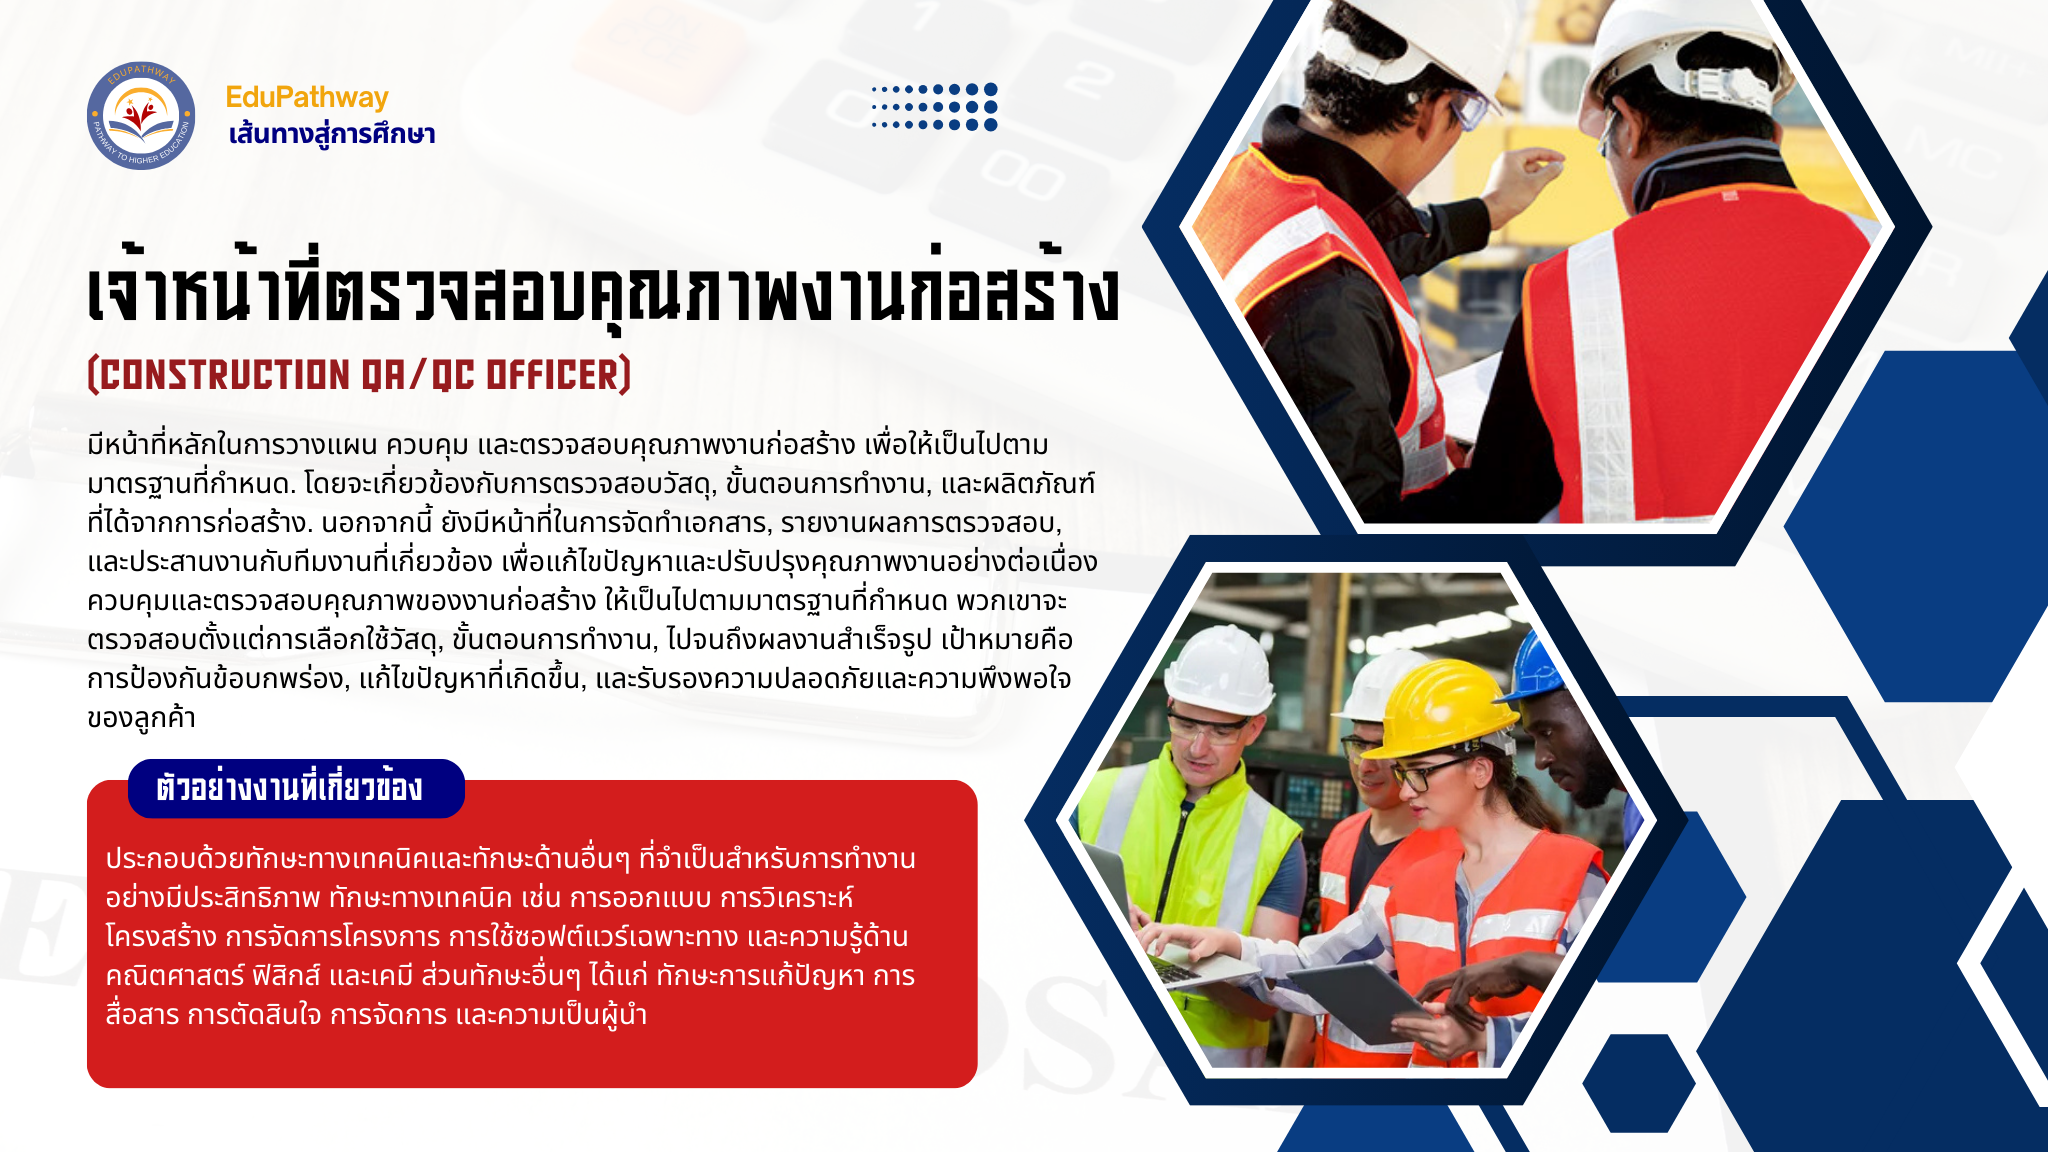 EDUPATHWAY
PATHWAY TO HIGHER EDUCATION
EduPathway
เส้นทางสู่การศึกษา
เจ้าหน้าที่ตรวจสอบคุณภาพงานก่อสร้าง
(CONSTRUCTION QA/QC OFFICER)
มีหน้าที่หลักในการวางแผน ควบคุม และตรวจสอบคุณภาพงานก่อสร้าง เพื่อให้เป็นไปตาม
มาตรฐานที่กำหนด. โดยจะเกี่ยวข้องกับการตรวจสอบวัสดุ, ขั้นตอนการทำงาน, และผลิตภัณฑ์
ที่ได้จากการก่อสร้าง. นอกจากนี้ ยังมีหน้าที่ในการจัดทำเอกสาร, รายงานผลการตรวจสอบ,
และประสานงานกับทีมงานที่เกี่ยวข้อง เพื่อแก้ไขปัญหาและปรับปรุงคุณภาพงานอย่างต่อเนื่อง
ควบคุมและตรวจสอบคุณภาพของงานก่อสร้าง ให้เป็นไปตามมาตรฐานที่กำหนด พวกเขาจะ
ตรวจสอบตั้งแต่การเลือกใช้วัสดุ, ขั้นตอนการทำงาน, ไปจนถึงผลงานสำเร็จรูป เป้าหมายคือ
การป้องกันข้อบกพร่อง, แก้ไขปัญหาที่เกิดขึ้น, และรับรองความปลอดภัยและความพึงพอใจ
ของลูกค้า
ตัวอย่างงานที่เกี่ยวข้อง
ประกอบด้วยทักษะทางเทคนิคและทักษะด้านอื่นๆ ที่จำเป็นสำหรับการทำงาน
อย่างมีประสิทธิภาพ ทักษะทางเทคนิค เช่น การออกแบบ การวิเคราะห์
โครงสร้าง การจัดการโครงการ การใช้ซอฟต์แวร์เฉพาะทาง และความรู้ด้าน
คณิตศาสตร์ ฟิสิกส์ และเคมี ส่วนทักษะอื่นๆ ได้แก่ ทักษะการแก้ปัญหา การ
สื่อสาร การตัดสินใจ การจัดการ และความเป็นผู้นำ